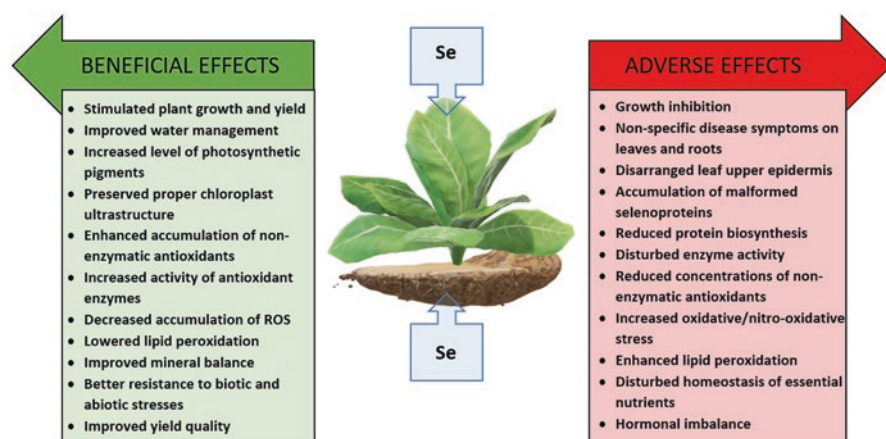 BENEFICIAL EFFECTS
• Stimulated plant growth and yield
• Improved water management
• Increased level of photosynthetic
pigments
• Preserved proper chloroplast
ultrastructure
• Enhanced accumulation of non-
enzymatic antioxidants
• Increased activity of antioxidant
enzymes
• Decreased accumulation of ROS
• Lowered lipid peroxidation
• Improved mineral balance
• Better resistance to biotic and
abiotic stresses
• Improved yield quality
Se
Se
ADVERSE EFFECTS
• Growth inhibition
• Non-specific disease symptoms on
leaves and roots
• Disarranged leaf upper epidermis
• Accumulation of malformed
selenoproteins
• Reduced protein biosynthesis
• Disturbed enzyme activity
• Reduced concentrations of non-
enzymatic antioxidants
• Increased oxidative/nitro-oxidative
stress
• Enhanced lipid peroxidation
• Disturbed homeostasis of essential
nutrients
• Hormonal imbalance